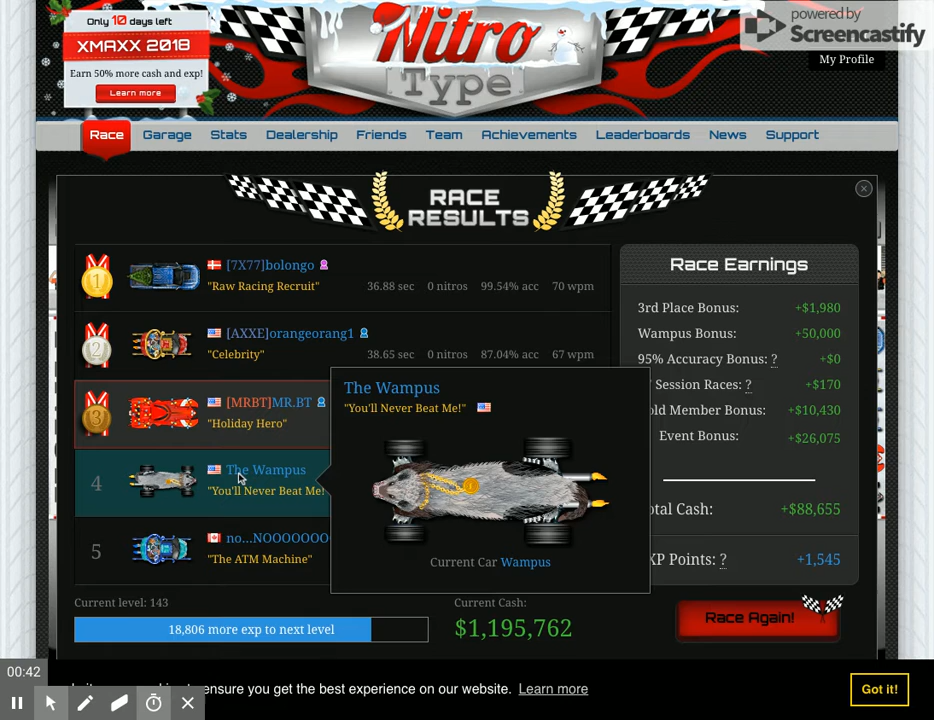 Only 10 days left
XMAXX 2018
Earn 50% more cash and exp!
Learn more
Nitro
Type
powered by
Screencastify
My Profile
Race Garage Stats Dealership Friends Team Achievements Leaderboards News Support
RACE
RESULTS
1 [7X77]bolongo
"Raw Racing Recruit" 36.88 sec 0 nitros 99.54% acc 70 wpm
2 [AXXE]orangeorang1
"Celebrity" 38.65 sec 0 nitros 87.04% acc 67 wpm
3 [MRBT]MR.BT
"Holiday Hero"
4 The Wampus
"You'll Never Beat Me!
5 no...NOOOOOOO
"The ATM Machine"
The Wampus
"You'll Never Beat Me!"
Current Car Wampus
Race Earnings
3rd Place Bonus: +$1,980
Wampus Bonus: +50,000
95% Accuracy Bonus: ? +$0
Session Races: ? +$170
old Member Bonus: +$10,430
Event Bonus: +$26,075
otal Cash: +$88,655
XP Points: ? +1,545
Current level: 143
18,806 more exp to next level
Current Cash:
$1,195,762
Race Again!
00:42
ensure you get the best experience on our website. Learn more
Got it!